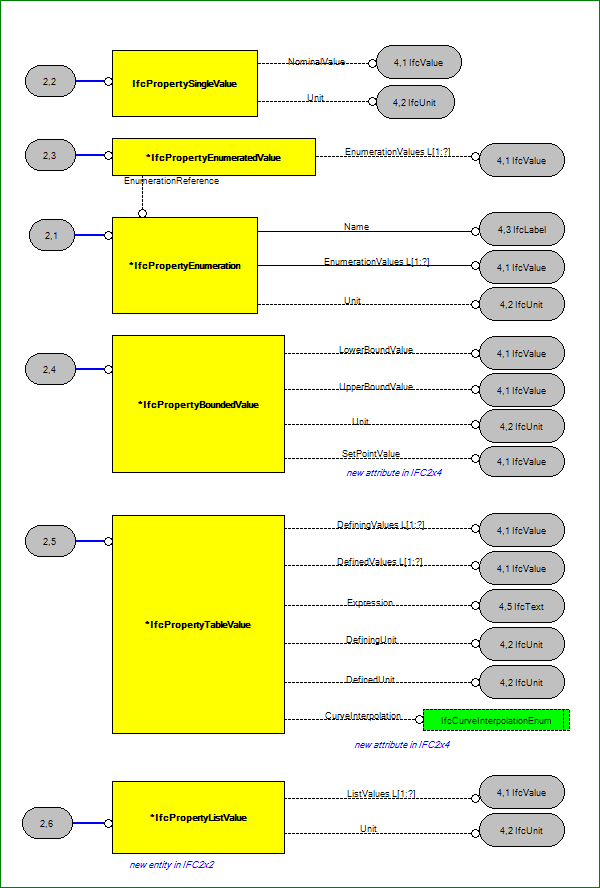 2,2
IfcPropertySingleValue
NominalValue
4,1 IfcValue
Unit
4,2 IfcUnit
2,3
*IfcPropertyEnumeratedValue
EnumerationValues L[1:?]
4,1 IfcValue
EnumerationReference
2,1
*IfcPropertyEnumeration
Name
4,3 IfcLabel
EnumerationValues L[1:?]
4,1 IfcValue
Unit
4,2 IfcUnit
2,4
*IfcPropertyBoundedValue
LowerBoundValue
4,1 IfcValue
UpperBoundValue
4,1 IfcValue
Unit
4,2 IfcUnit
SetPointValue
4,1 IfcValue
new attribute in IFC2x4
2,5
*IfcPropertyTableValue
DefiningValues L[1:?]
4,1 IfcValue
DefinedValues L[1:?]
4,1 IfcValue
Expression
4,5 IfcText
DefiningUnit
4,2 IfcUnit
DefinedUnit
4,2 IfcUnit
CurveInterpolation
IfcCurveInterpolationEnum
new attribute in IFC2x4
2,6
*IfcPropertyListValue
ListValues L[1:?]
4,1 IfcValue
Unit
4,2 IfcUnit
new entity in IFC2x2